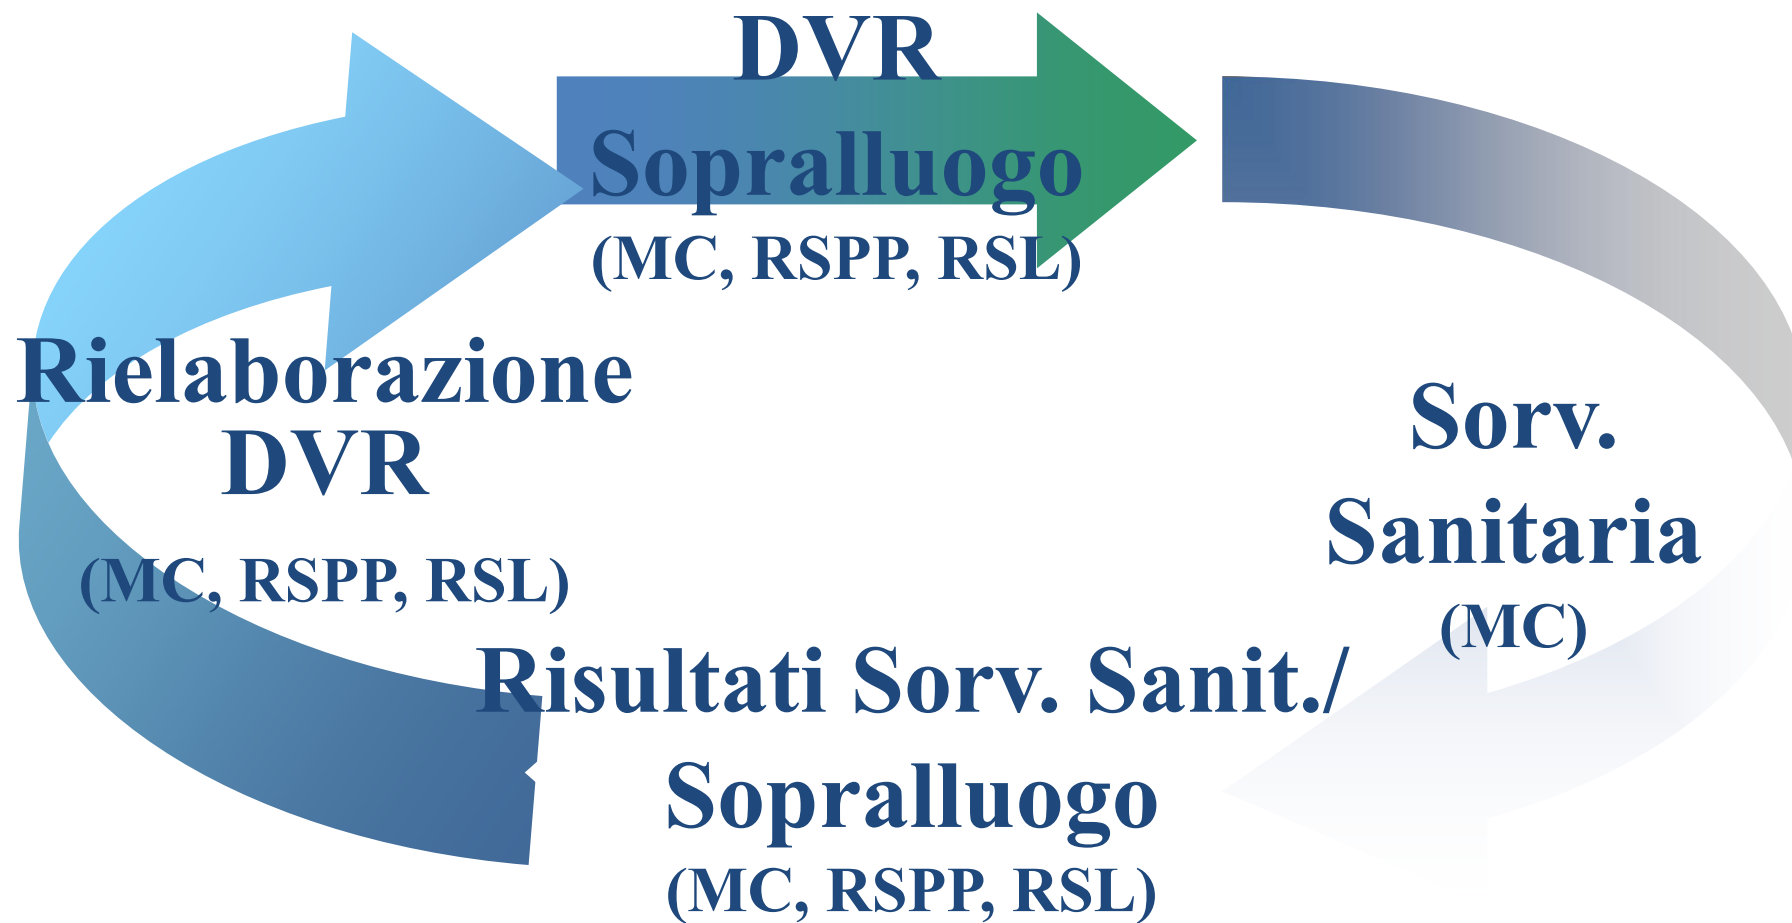 DVR
Sopralluogo
(MC, RSPP, RSL)
Rielaborazione
DVR
(MC, RSPP, RSL)
Sorv.
Sanitaria
(MC)
Risultati Sorv. Sanit./
Sopralluogo
(MC, RSPP, RSL)